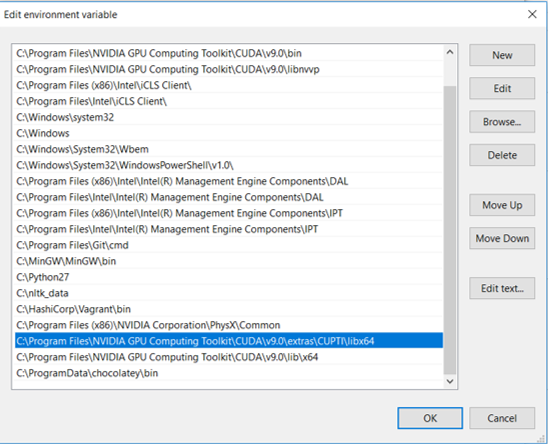 Edit environment variable
C:\Program Files\NVIDIA GPU Computing Toolkit\CUDA\v9.0\bin
New
C:\Program Files\NVIDIA GPU Computing Toolkit\CUDA\v9.0\libnvvp
C:\Program Files (x86)\Intel\iCLS Client\
Edit
C:\Program Files\Intel\iCLS Client\
C:\Windows\system32
Browse...
C:\Windows
C:\Windows\System32\Wbem
Delete
C:\Windows\System32\WindowsPowerShell\v1.0\
C:\Program Files (x86)\Intel\Intel(R) Management Engine Components\DAL
C:\Program Files\Intel\Intel(R) Management Engine Components\DAL
Move Up
C:\Program Files (x86)\Intel\Intel(R) Management Engine Components\IPT
C:\Program Files\Intel\Intel(R) Management Engine Components\IPT
Move Down
C:\Program Files\Git\cmd
C:\MinGW\MinGW\bin
C:\Python27
Edit text...
C:\nltk_data
C:\HashiCorp\Vagrant\bin
C:\Program Files (x86)\NVIDIA Corporation\PhysX\Common
C:\Program Files\NVIDIA GPU Computing Toolkit\CUDA\v9.0\extras\CUPTI\libx64
C:\Program Files\NVIDIA GPU Computing Toolkit\CUDA\v9.0\lib\x64
C:\ProgramData\chocolatey\bin
OK
Cancel